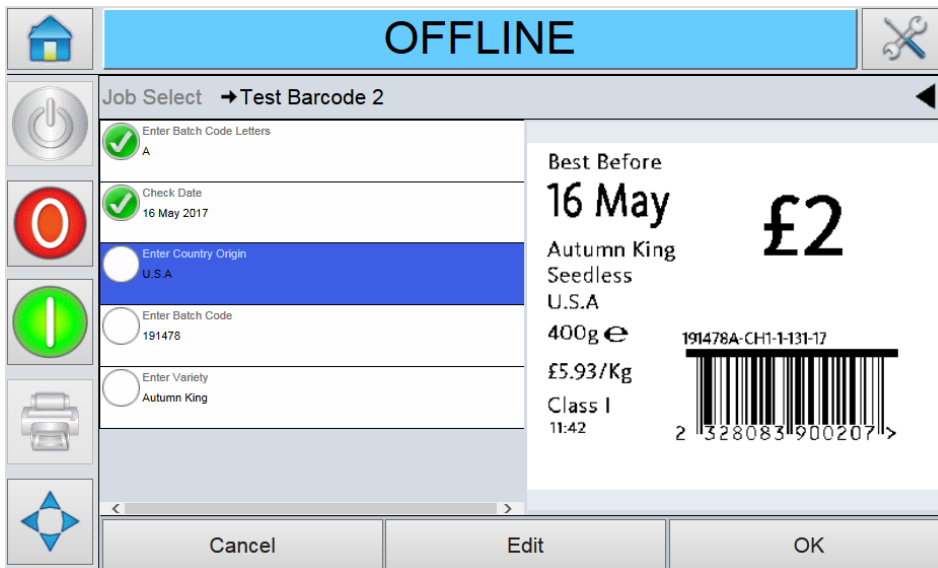 OFFLINE
Job Select ➔Test Barcode 2
Enter Batch Code Letters
A
Check Date
16 May 2017
Enter Country Origin
U.S.A
Enter Batch Code
191478
Enter Variety
Autumn King
Best Before
16 May
£2
Autumn King
Seedless
U.S.A
400g ℮
£5.93/Kg
Class I
11:42
191478A-CH1-1-131-17
2 328083 900207 >
Cancel
Edit
OK